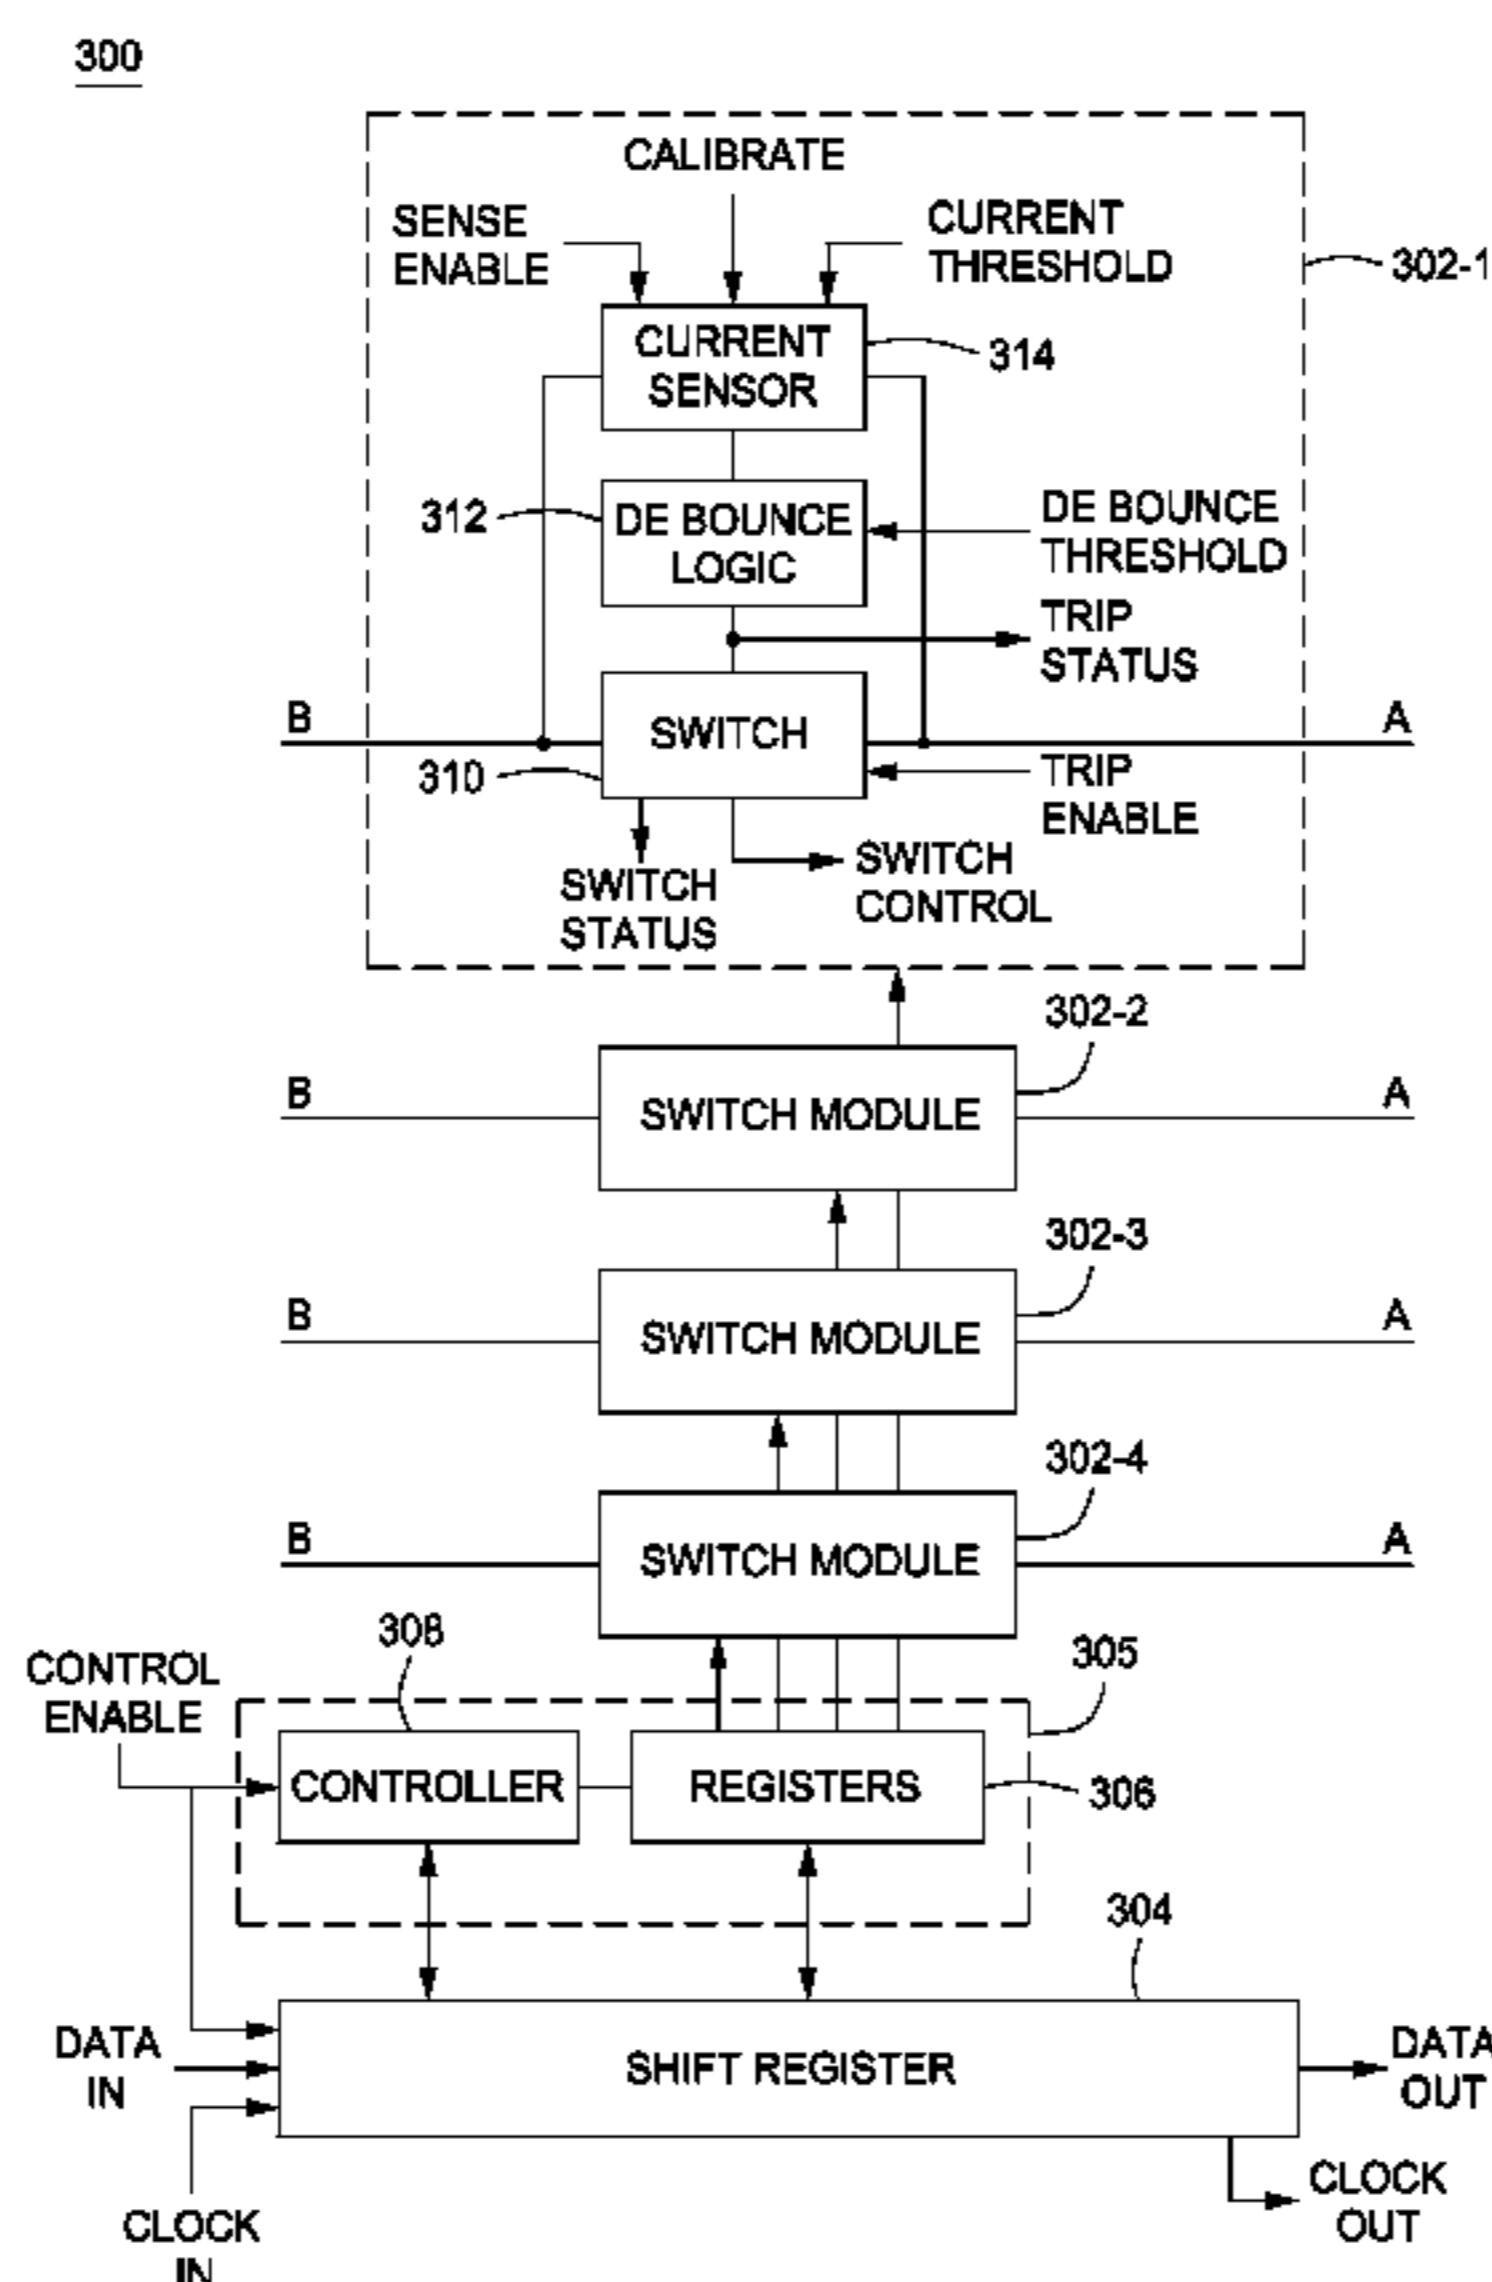 300
CALIBRATE
SENSE
ENABLE
CURRENT
THRESHOLD
302-1
CURRENT
SENSOR
314
312
DE BOUNCE
LOGIC
DE BOUNCE
THRESHOLD
TRIP
STATUS
B
SWITCH
A
310
TRIP
ENABLE
SWITCH
STATUS
SWITCH
CONTROL
302-2
B
SWITCH MODULE
A
302-3
B
SWITCH MODULE
A
302-4
B
SWITCH MODULE
A
308
305
CONTROL
ENABLE
CONTROLLER
REGISTERS
306
304
DATA
IN
SHIFT REGISTER
DATA
OUT
CLOCK
IN
CLOCK
OUT